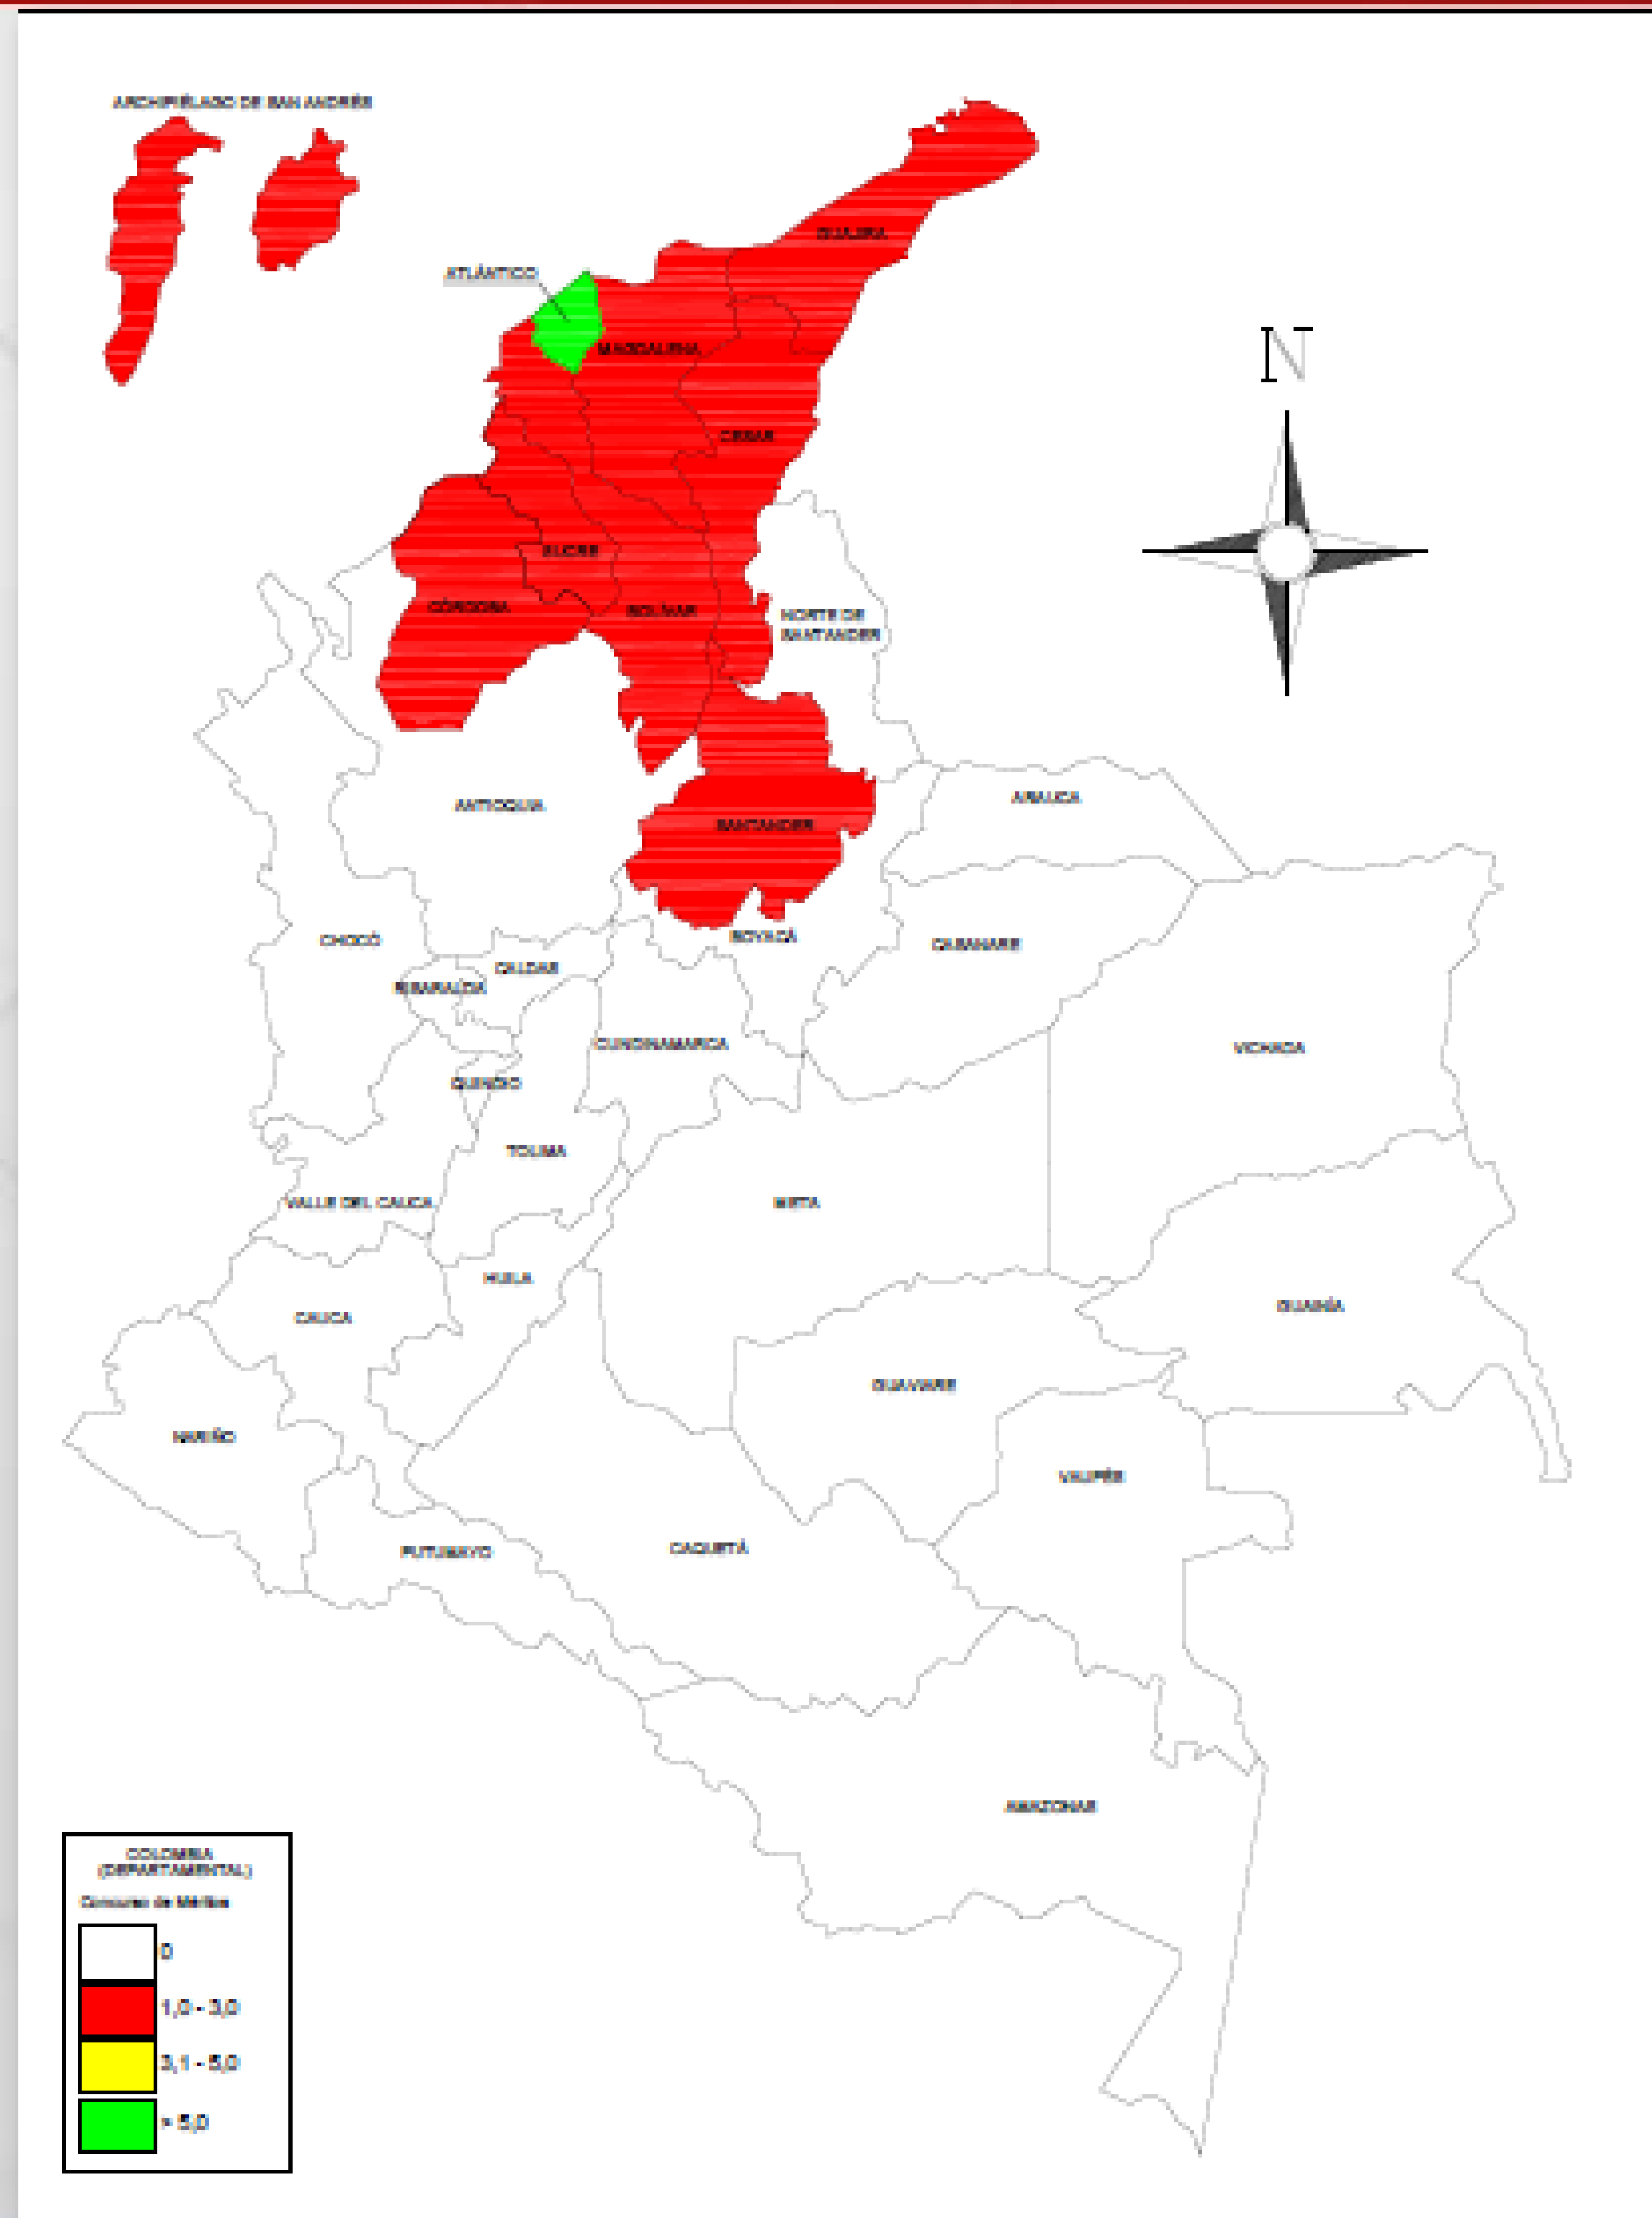 ARCHIPIÉLAGO DE SAN ANDRÉS
GUAJIRA
ATLÁNTICO
MAGDALENA
CESAR
SUCRE
CÓRDOBA
BOLÍVAR
NORTE DE
SANTANDER
N
ANTIOQUIA
SANTANDER
ARAUCA
CHOCÓ
BOYACÁ
CASANARE
CALDAS
RISARALDA
CUNDINAMARCA
VICHADA
QUINDÍO
TOLIMA
VALLE DEL CAUCA
META
HUILA
CAUCA
GUAINÍA
GUAVIARE
NARIÑO
VAUPÉS
PUTUMAYO
CAQUETÁ
AMAZONAS
COLOMBIA
(DEPARTAMENTAL)
Concurso de Méritos
0
1,0 - 3,0
3,1 - 5,0
> 5,0